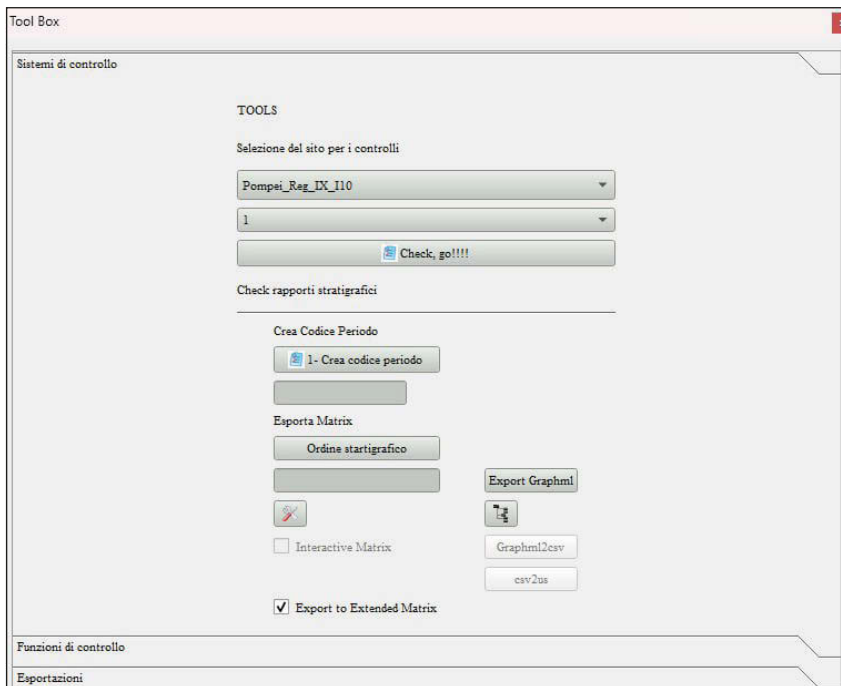 Tool Box
Sistemi di controllo
TOOLS
Selezione del sito per i controlli
Pompei_Reg_IX_I10
1
Check, go!!!!
Check rapporti stratigrafici
Crea Codice Periodo
1- Crea codice periodo
Esporta Matrix
Ordine startigrafico
Export Graphml
Interactive Matrix
Graphml2csv
csv2us
Export to Extended Matrix
Funzioni di controllo
Esportazioni